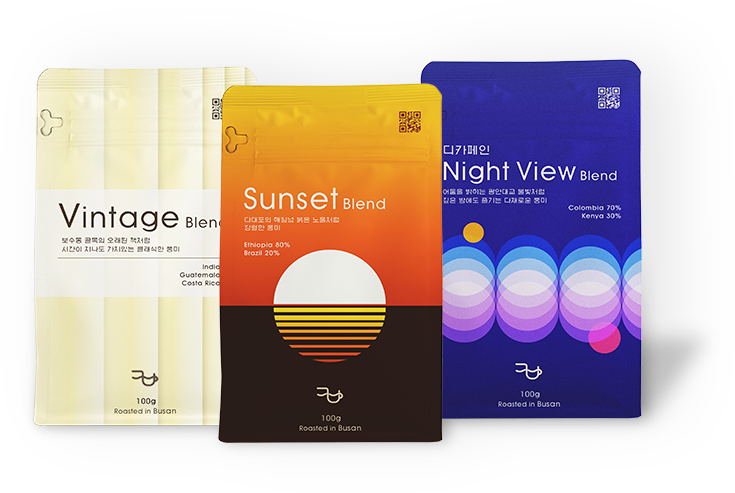 Vintage Blend
보수동 골목의 오래된 책처럼
시간이 지나도 가치있는 클래식한 풍미
India
Guatemala
Costa Rica
100g
Roasted in Busan
Sunset Blend
다대포의 해질녘 붉은 노을처럼
강렬한 풍미
Ethiopia 80%
Brazil 20%
100g
Roasted in Busan
디카페인
Night View Blend
어둠을 밝히는 광안대교 불빛처럼
깊은 밤에도 즐기는 다채로운 풍미
Colombia 70%
Kenya 30%
100g
Roasted in Busan